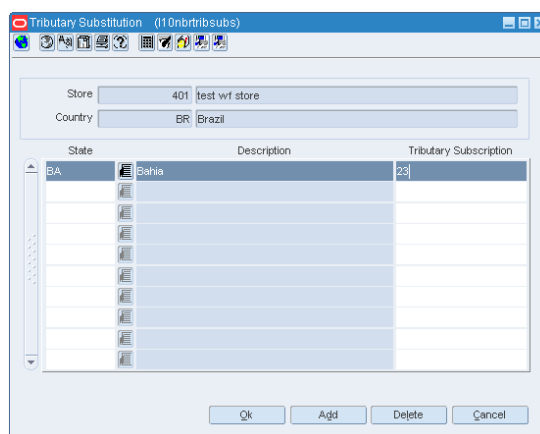 Tributary Substitution (l10nbrtribsubs)
Store 401 test wf store
Country BR Brazil
State Description Tributary Subscription
BA Bahia 23
Ok Add Delete Cancel